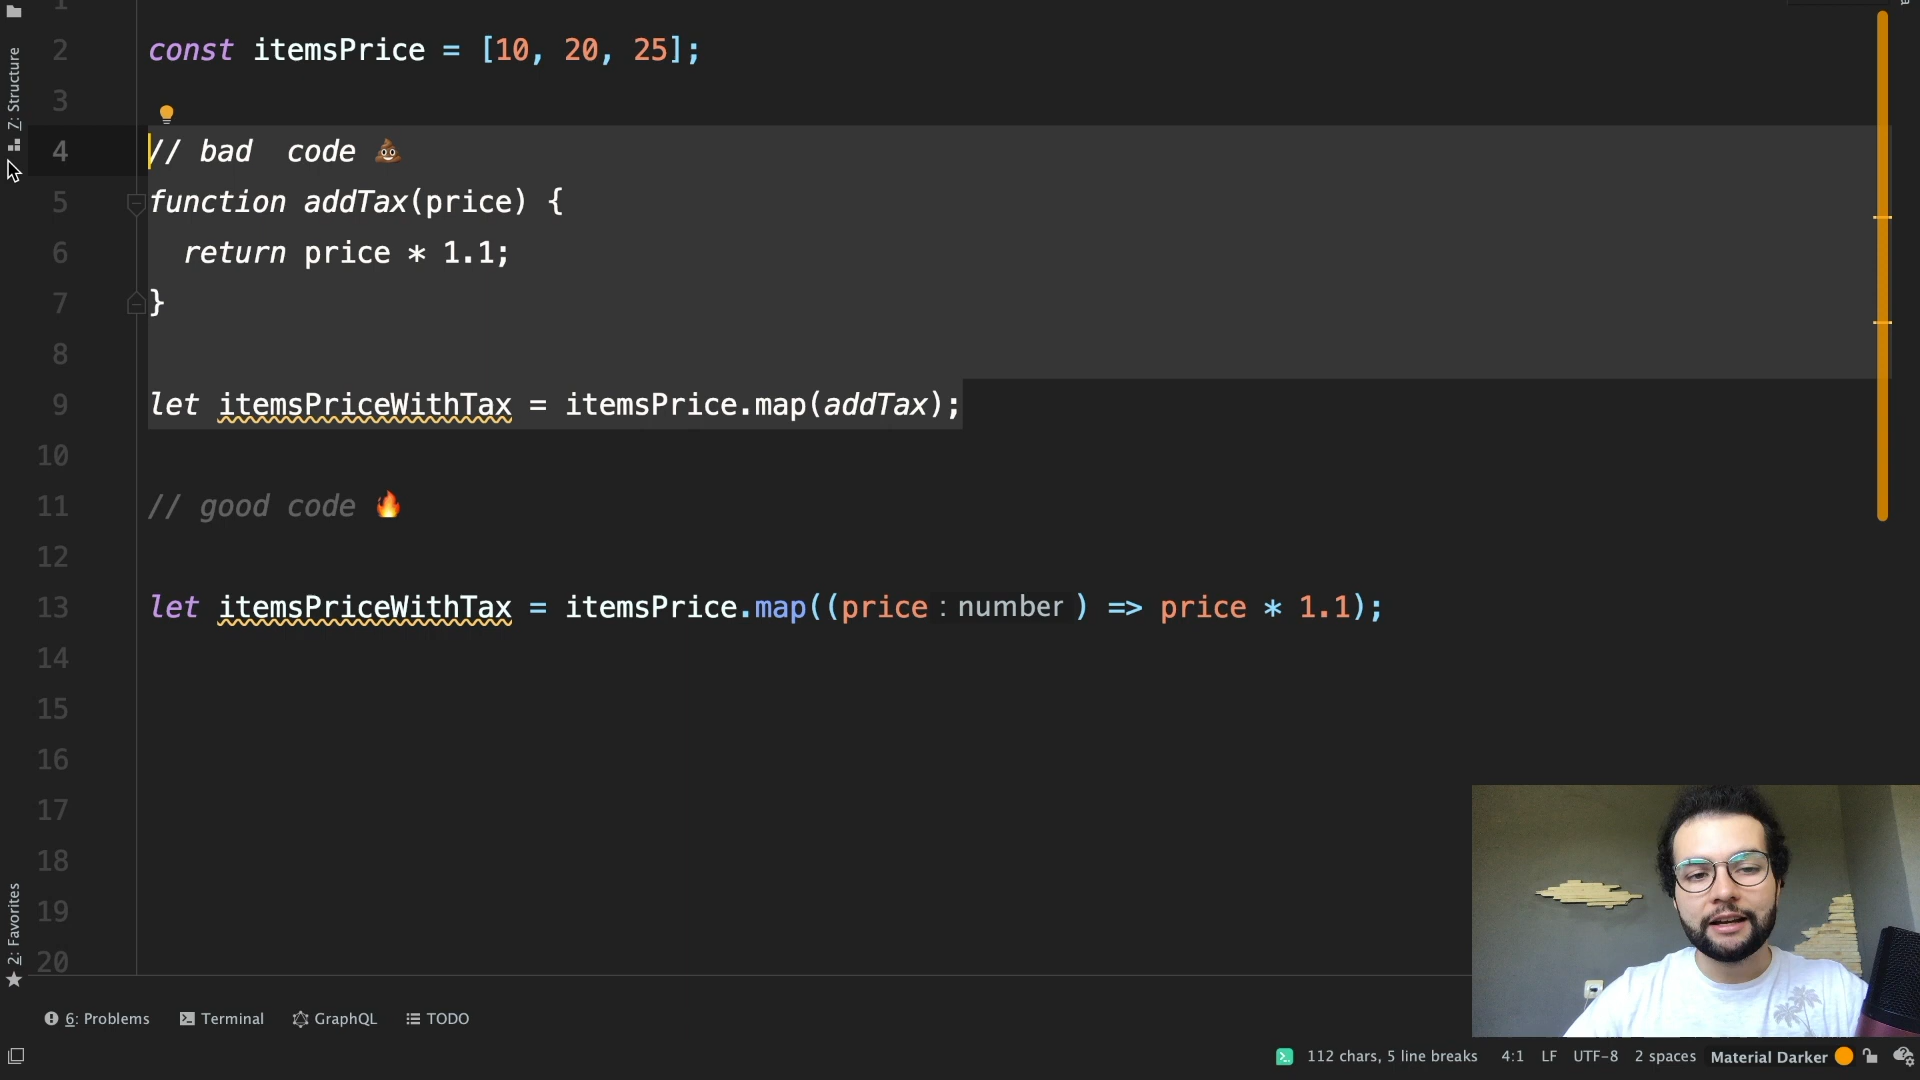 1
2 const itemsPrice = [10, 20, 25];
3
4 // bad  code 💩
5 function addTax(price) {
6   return price * 1.1;
7 }
8
9 let itemsPriceWithTax = itemsPrice.map(addTax);
10
11 // good code 🔥
12
13 let itemsPriceWithTax = itemsPrice.map((price : number ) => price * 1.1);
14
15
16
17
18
19
20
Z: Structure
2: Favorites
6: Problems Terminal GraphQL TODO
112 chars, 5 line breaks 4:1 LF UTF-8 2 spaces Material Darker